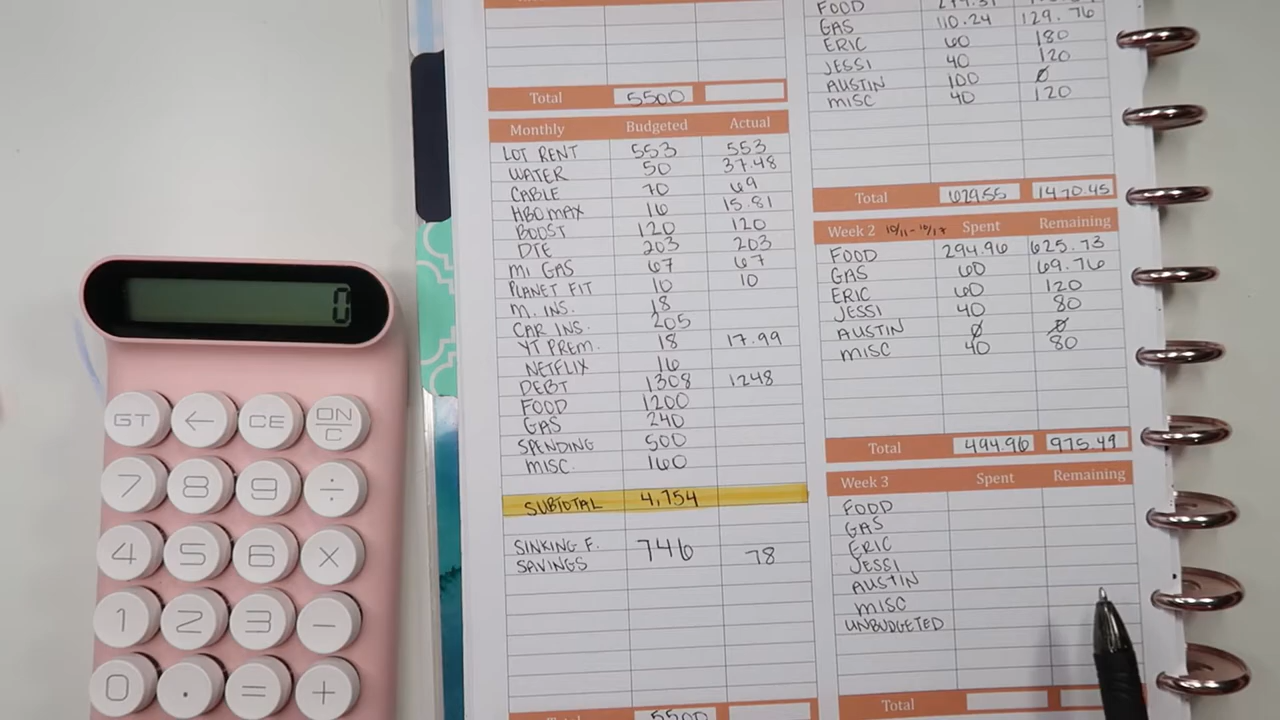 0
GT ← CE ON/C
7 8 9 ÷
4 5 6 X
1 2 3 −
0 . = +
Total 5500
Monthly Budgeted Actual
LOT RENT 553 553
WATER 50 37.48
CABLE 70 69
HBO MAX 16 15.81
BOOST 120 120
DTE 203 203
MI GAS 67 67
PLANET FIT 10 10
M. INS. 18
CAR INS. 205
YT PREM. 18 17.99
NETFLIX 16
DEBT 1308 1248
FOOD 1200
GAS 240
SPENDING 500
MISC. 160
SUBTOTAL 4,754
SINKING F.
SAVINGS 746 78
5500
FOOD
GAS 110.24 129.76
ERIC 60 180
JESSI 40 120
AUSTIN 100 0
MISC 40 120
Total 629.55 1470.45
Week 2 10/11-10/17 Spent Remaining
FOOD 294.96 625.73
GAS 60 69.76
ERIC 60 120
JESSI 40 80
AUSTIN 0 0
MISC 40 80
Total 494.96 975.49
Week 3 Spent Remaining
FOOD
GAS
ERIC
JESSI
AUSTIN
MISC
UNBUDGETED
Total